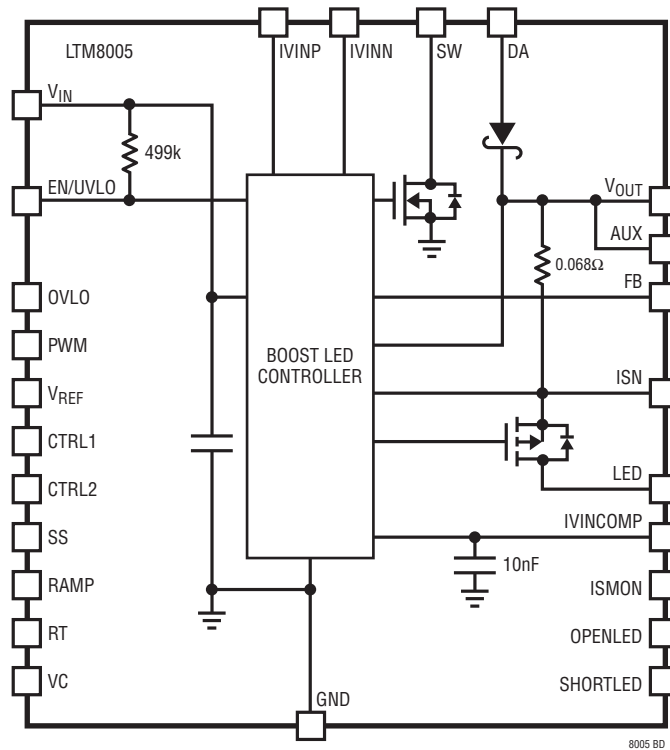 LTM8005
IVINP
IVINN
SW
DA
VIN
499k
EN/UVLO
VOUT
AUX
0.068Ω
FB
OVLO
PWM
BOOST LED
CONTROLLER
ISN
VREF
CTRL1
LED
CTRL2
IVINCOMP
SS
10nF
RAMP
ISMON
RT
OPENLED
VC
SHORTLED
GND
8005 BD